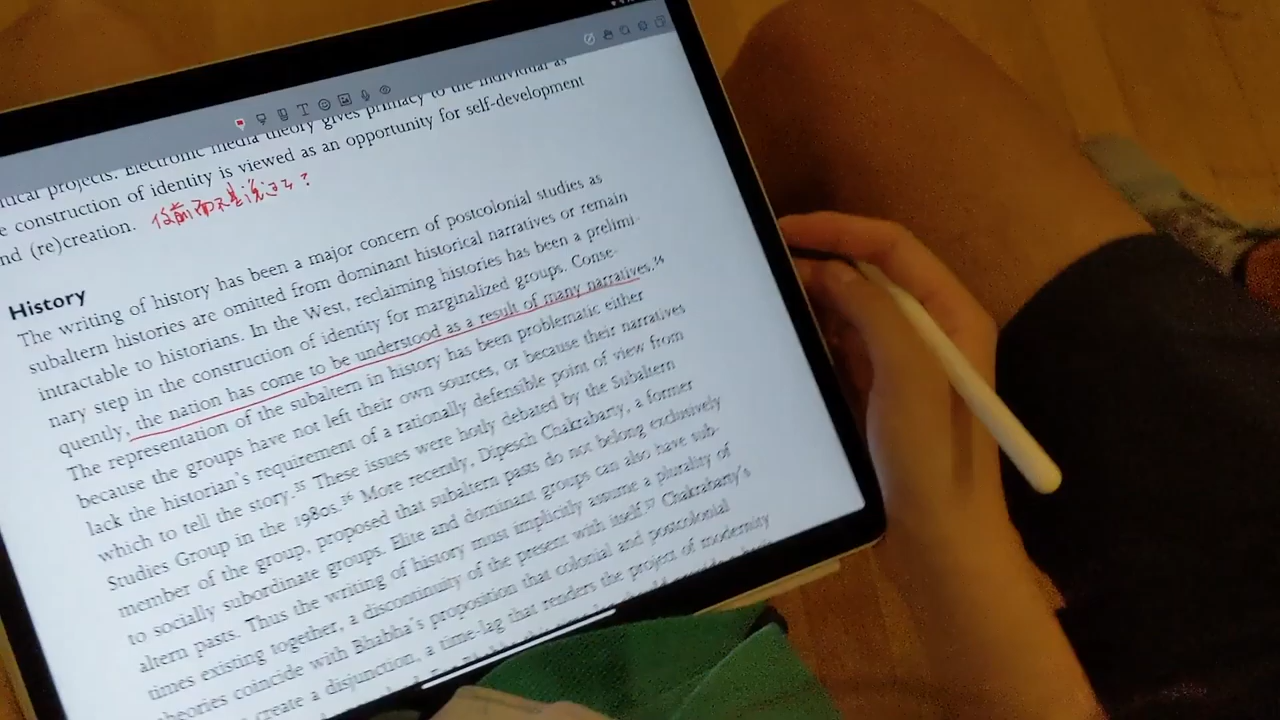 tical projects. Electronic media theory gives primacy to the individual as
e construction of identity is viewed as an opportunity for self-development
nd (re)creation. 前面不是说过了?
History
The writing of history has been a major concern of postcolonial studies as
subaltern histories are omitted from dominant historical narratives or remain
intractable to historians. In the West, reclaiming histories has been a prelimi-
nary step in the construction of identity for marginalized groups. Conse-
quently, the nation has come to be understood as a result of many narratives.34
The representation of the subaltern in history has been problematic either
because the groups have not left their own sources, or because their narratives
lack the historian's requirement of a rationally defensible point of view from
which to tell the story.35 These issues were hotly debated by the Subaltern
Studies Group in the 1980s.36 More recently, Dipesch Chakrabarty, a former
member of the group, proposed that subaltern pasts do not belong exclusively
to socially subordinate groups. Elite and dominant groups can also have sub-
altern pasts. Thus the writing of history must implicitly assume a plurality of
times existing together, a discontinuity of the present with itself.37 Chakrabarty's
theories coincide with Bhabha's proposition that colonial and postcolonial
create a disjunction, a time-lag that renders the project of modernity